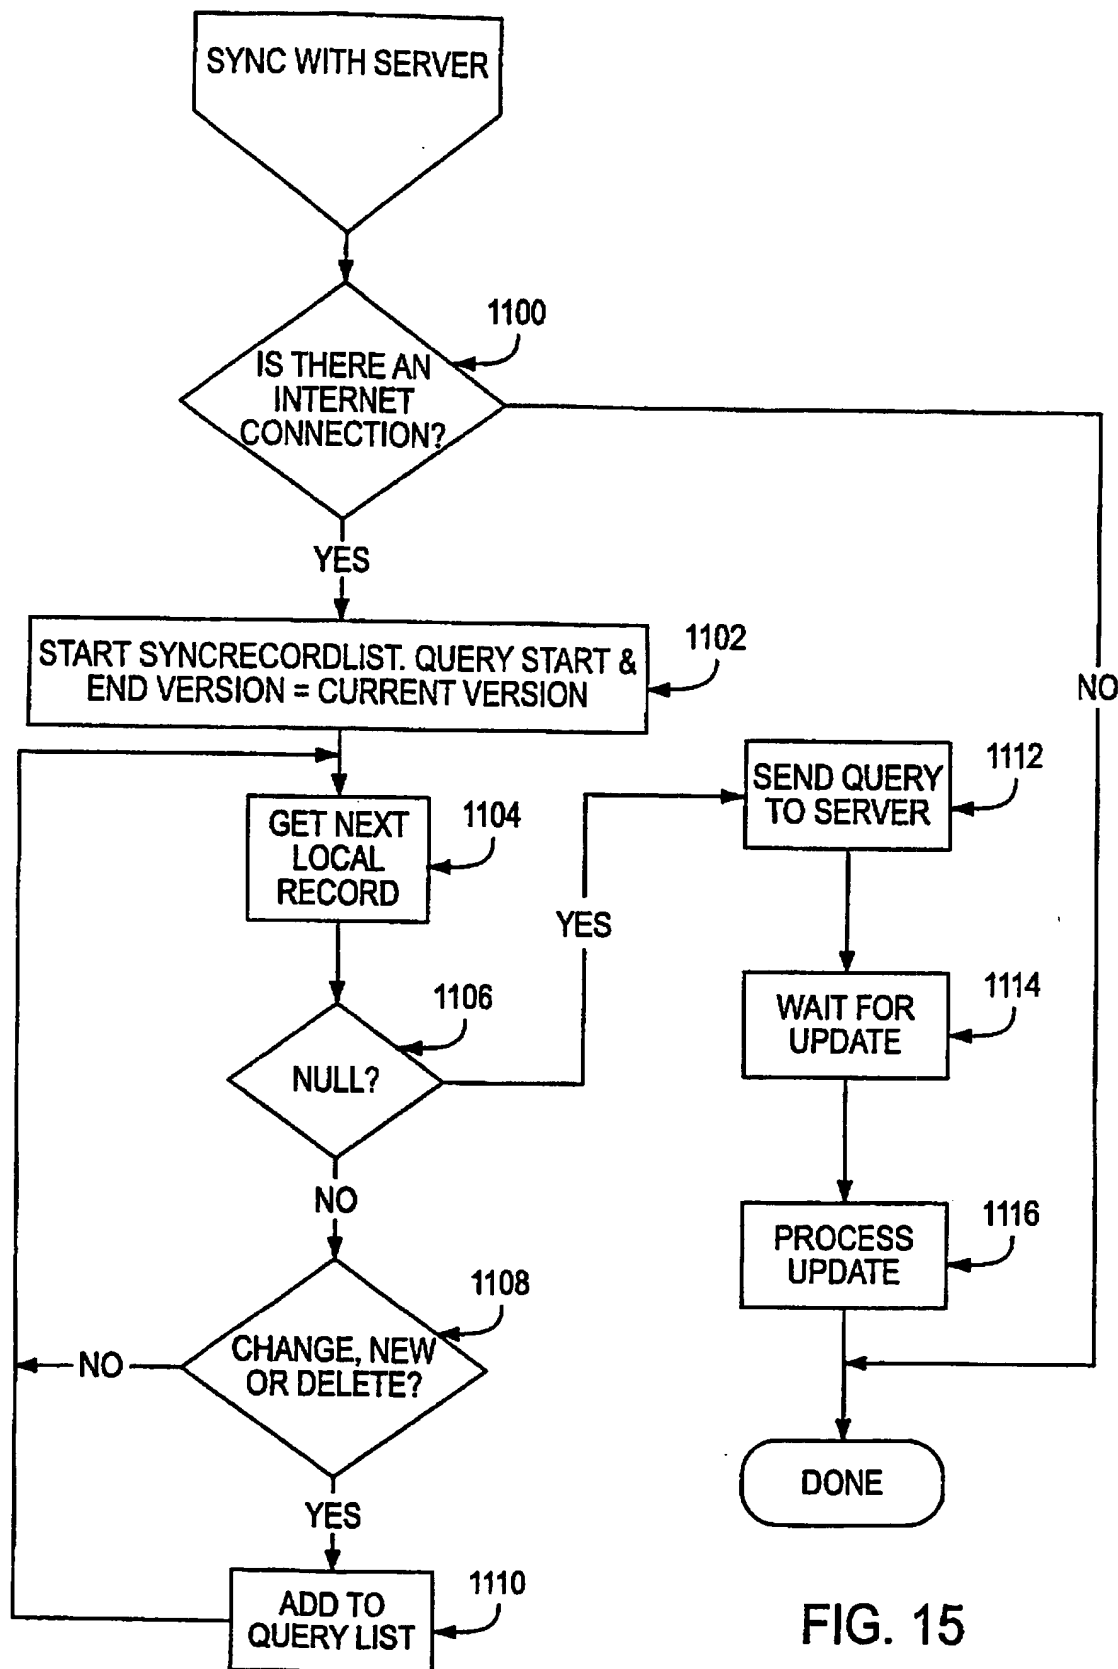 SYNC WITH SERVER
1100
IS THERE AN
INTERNET
CONNECTION?
YES
NO
1102
START SYNCRECORDLIST. QUERY START &
END VERSION = CURRENT VERSION
1104
GET NEXT
LOCAL
RECORD
1106
NULL?
YES
NO
1108
CHANGE, NEW
OR DELETE?
NO
YES
1110
ADD TO
QUERY LIST
1112
SEND QUERY
TO SERVER
1114
WAIT FOR
UPDATE
1116
PROCESS
UPDATE
DONE
FIG. 15